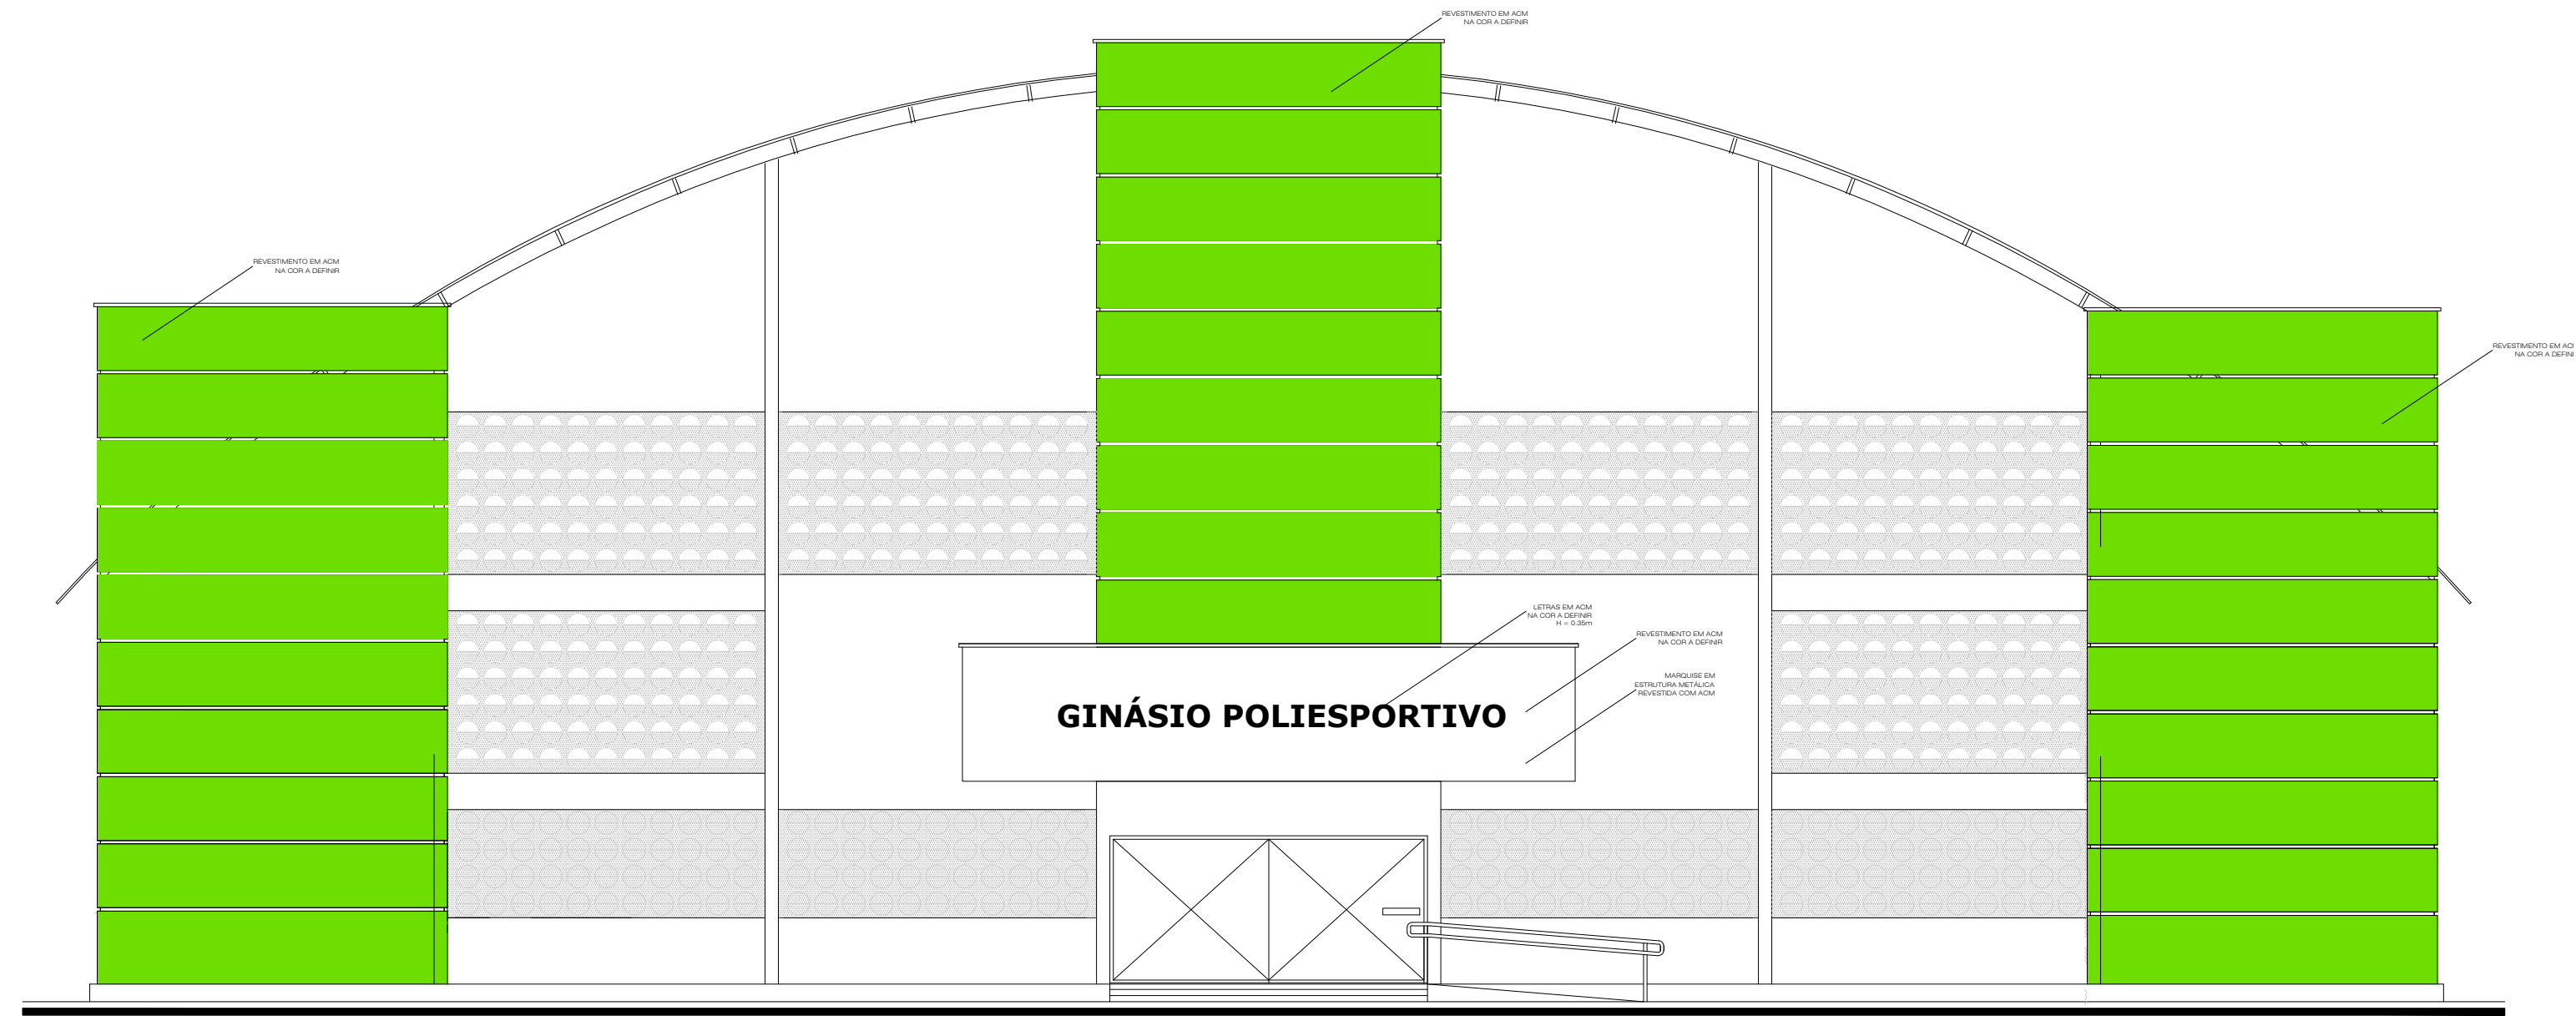 REVESTIMENTO EM ACM
NA COR A DEFINIR
REVESTIMENTO EM ACM
NA COR A DEFINIR
REVESTIMENTO EM AC
NA COR A DEFINI
LETRAS EM ACM
NA COR A DEFINIR
H = 0.35m
REVESTIMENTO EM ACM
NA COR A DEFINIR
MARQUISE EM
ESTRUTURA METÁLICA
REVESTIDA COM ACM
GINÁSIO POLIESPORTIVO